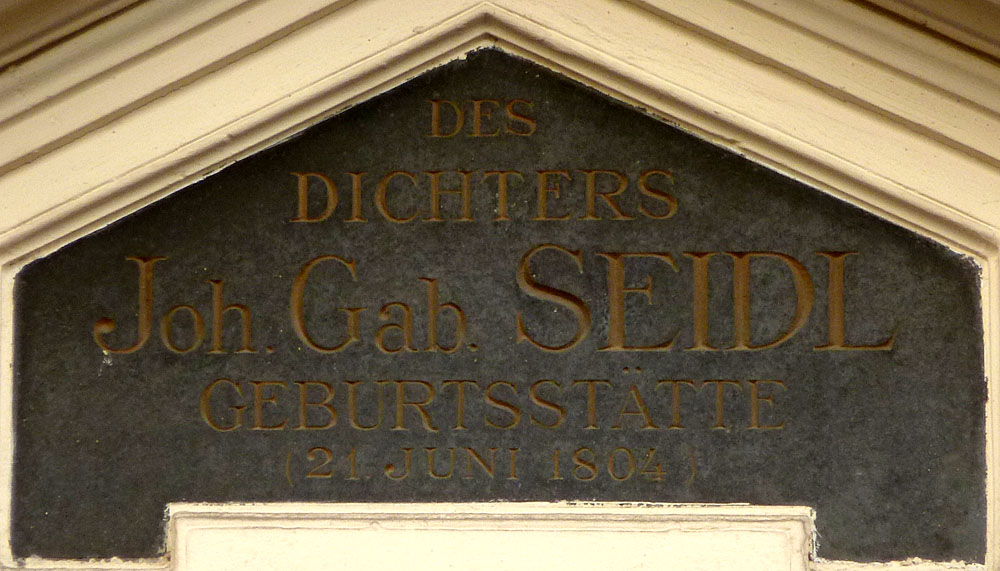 DES
DICHTERS
Joh. Gab. SEIDL
GEBURTSSTÄTTE
(21. JUNI 1804)